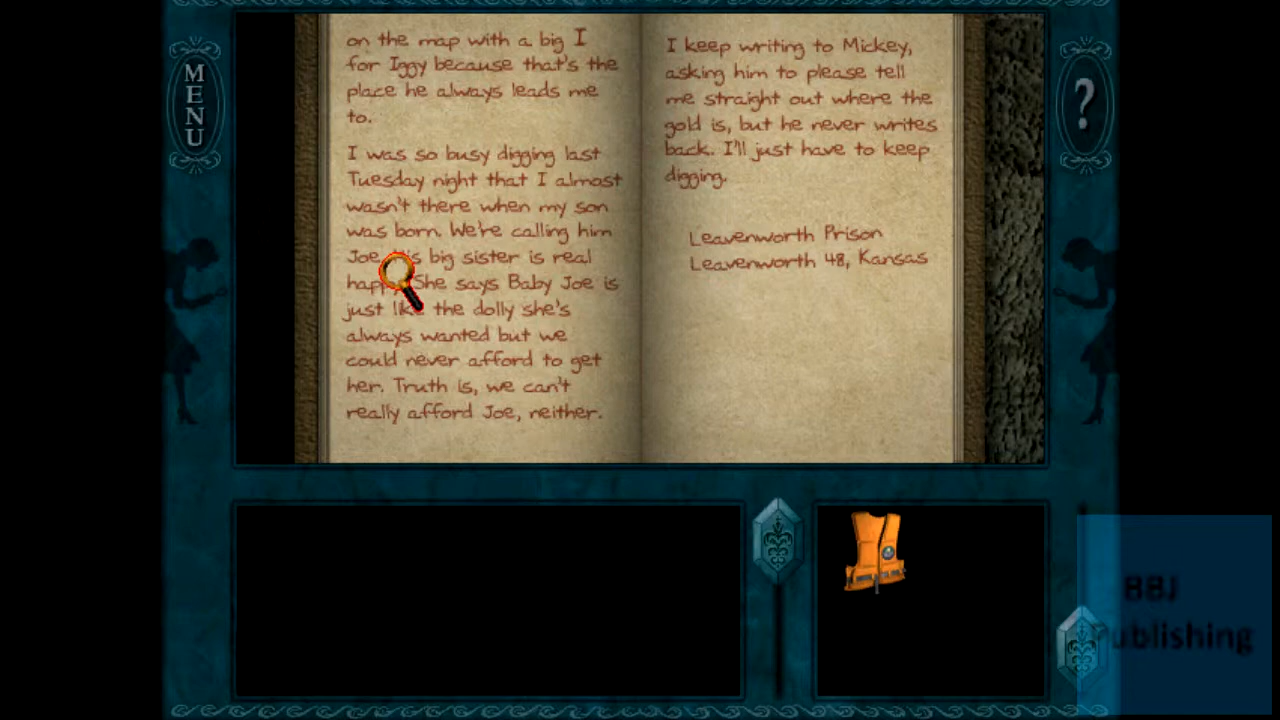 MENU
on the map with a big I
for Iggy because that's the
place he always leads me
to.
I was so busy digging last
Tuesday night that I almost
wasn't there when my son
was born. We're calling him
Joe. big sister is real
She says Baby Joe is
just like the dolly she's
always wanted but we
could never afford to get
her. Truth is, we can't
really afford Joe, neither.
I keep writing to Mickey,
asking him to please tell
me straight out where the
gold is, but he never writes
back. I'll just have to keep
digging.
Leavenworth Prison
Leavenworth 48, Kansas
?
BBJ
Publishing